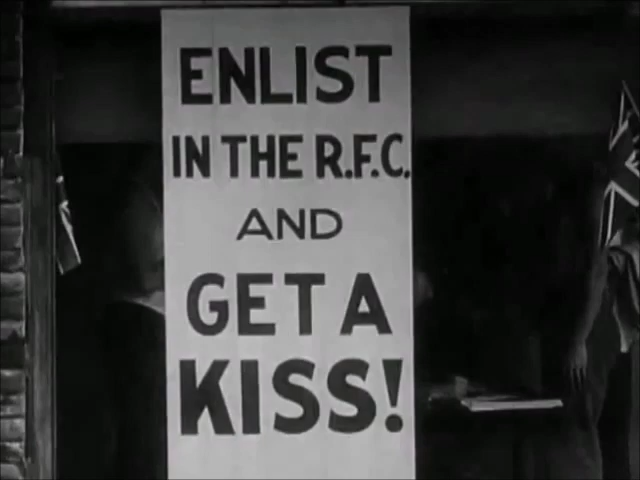 ENLIST
IN THE R.F.C.
AND
GET A
KISS!